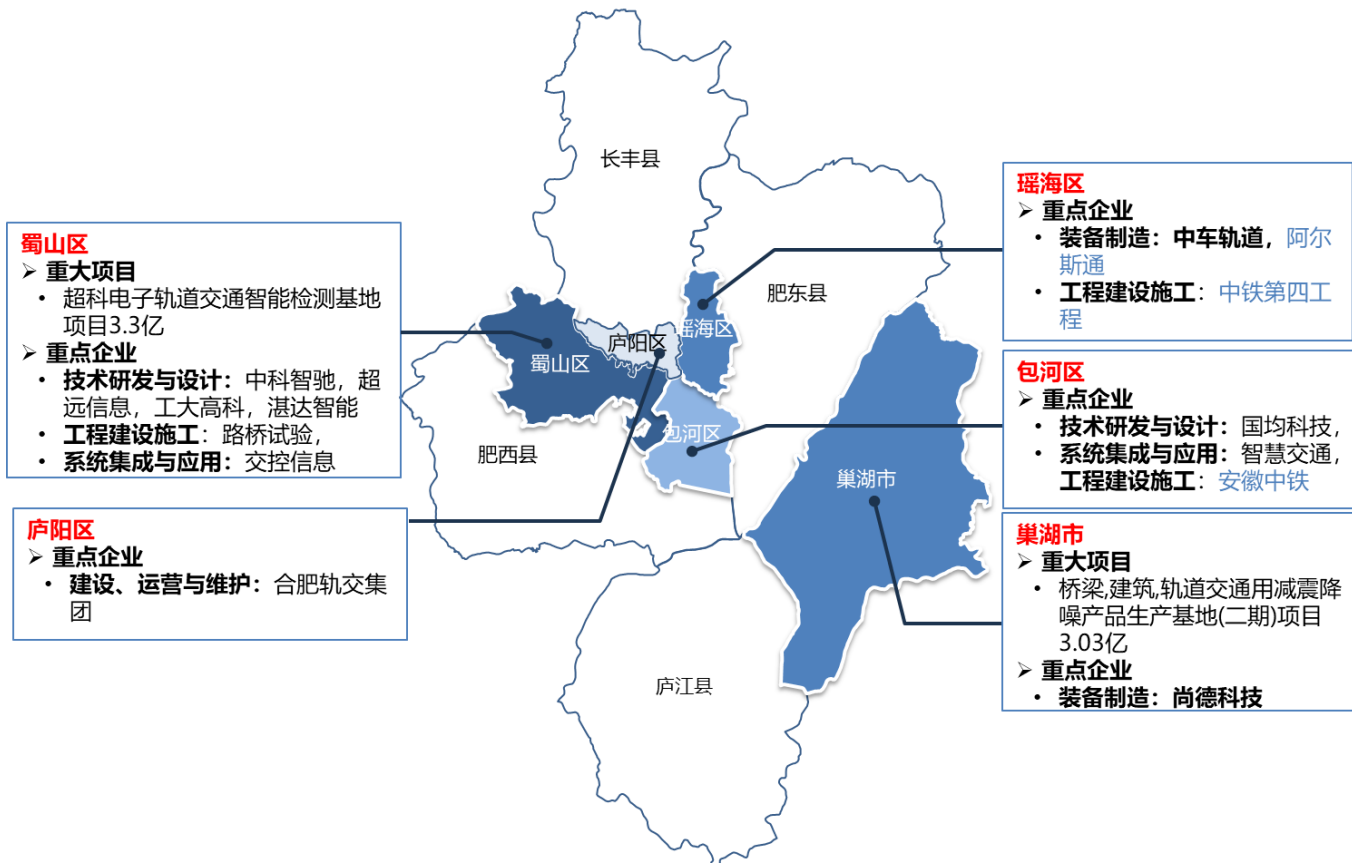 蜀山区
➢ 重大项目
• 超科电子轨道交通智能检测基地
项目3.3亿
➢ 重点企业
• 技术研发与设计：中科智驰，超
远信息，工大高科，湛达智能
• 工程建设施工：路桥试验，
• 系统集成与应用：交控信息
庐阳区
➢ 重点企业
• 建设、运营与维护：合肥轨交集
团
长丰县
肥东县
瑶海区
庐阳区
蜀山区
包河区
肥西县
巢湖市
庐江县
瑶海区
➢ 重点企业
• 装备制造：中车轨道，阿尔
斯通
• 工程建设施工：中铁第四工
程
包河区
➢ 重点企业
• 技术研发与设计：国均科技，
• 系统集成与应用：智慧交通，
工程建设施工：安徽中铁
巢湖市
➢ 重大项目
• 桥梁,建筑,轨道交通用减震降
噪产品生产基地(二期)项目
3.03亿
➢ 重点企业
• 装备制造：尚德科技